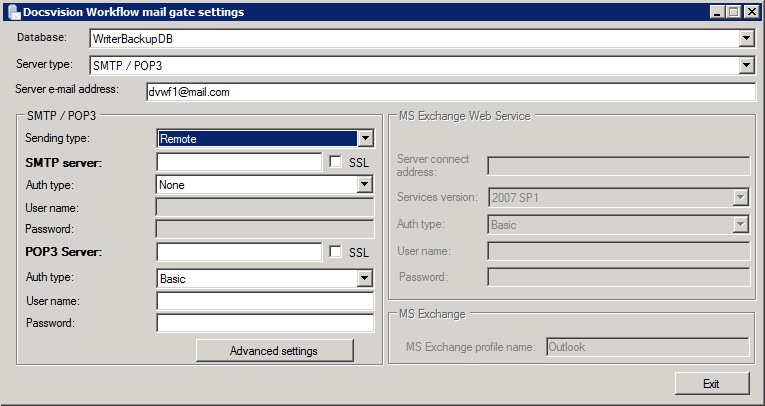 Docsvision Workflow mail gate settings
Database: WriterBackupDB
Server type: SMTP / POP3
Server e-mail address: dvwf1@mail.com
SMTP / POP3
Sending type: Remote
SMTP server: SSL
Auth type: None
User name:
Password:
POP3 Server: SSL
Auth type: Basic
User name:
Password:
Advanced settings
MS Exchange Web Service
Server connect
address:
Services version: 2007 SP1
Auth type: Basic
User name:
Password:
MS Exchange
MS Exchange profile name: Outlook
Exit